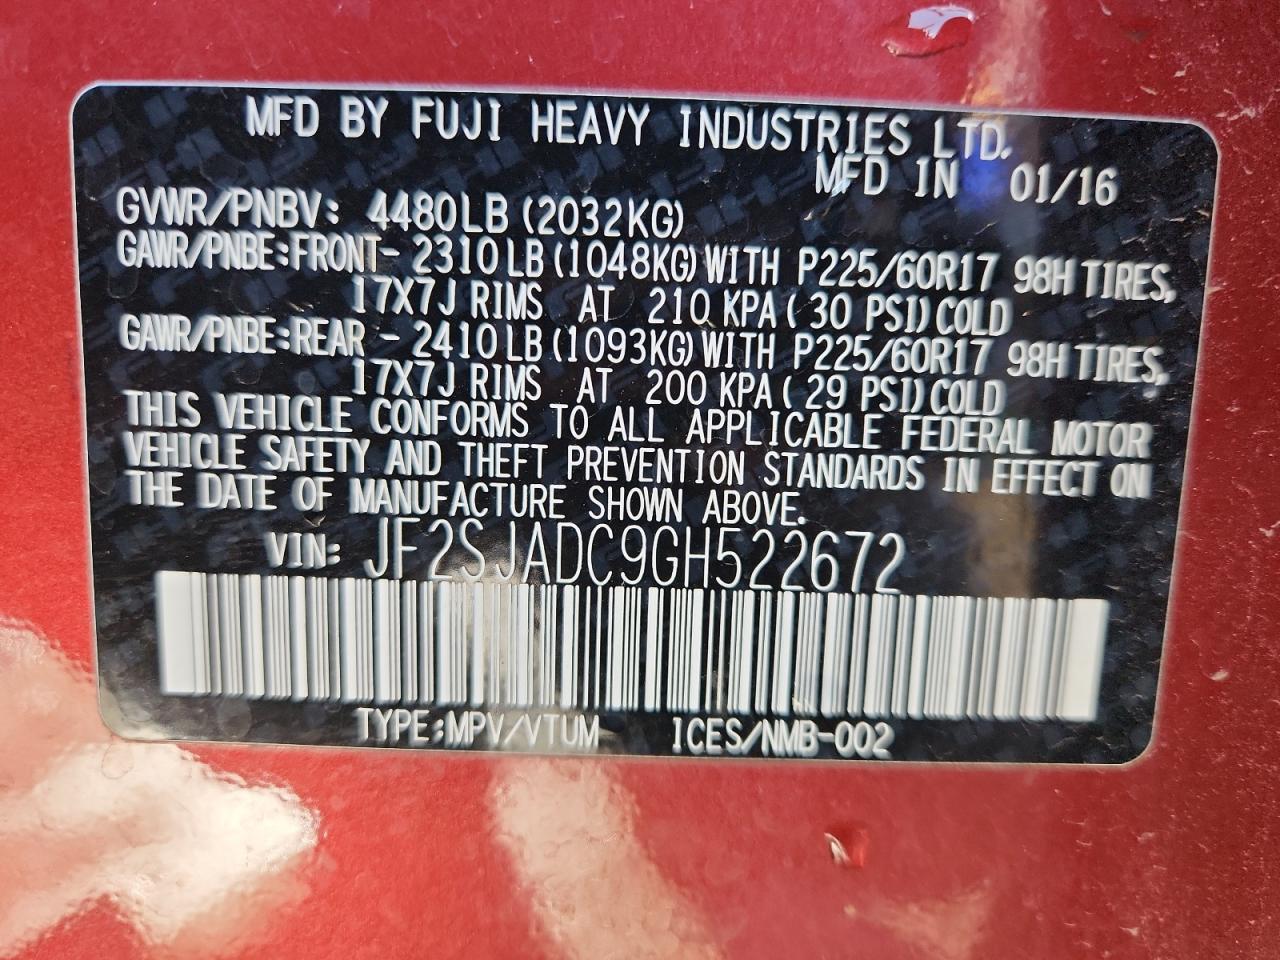 MFD BY FUJI HEAVY INDUSTRIES LTD.
MFD IN 01/16
GVWR/PNBV: 4480LB (2032KG)
GAWR/PNBE:FRONT- 2310LB (1048KG) WITH P225/60R17 98H TIRES,
17X7J RIMS AT 210 KPA ( 30 PSI) COLD
GAWR/PNBE:REAR - 2410LB (1093KG) WITH P225/60R17 98H TIRES,
17X7J RIMS AT 200 KPA ( 29 PSI) COLD
THIS VEHICLE CONFORMS TO ALL APPLICABLE FEDERAL MOTOR
VEHICLE SAFETY AND THEFT PREVENTION STANDARDS IN EFFECT ON
THE DATE OF MANUFACTURE SHOWN ABOVE.
VIN: JF2SJADC9GH522672
TYPE:MPV/VTUM ICES/NMB-002